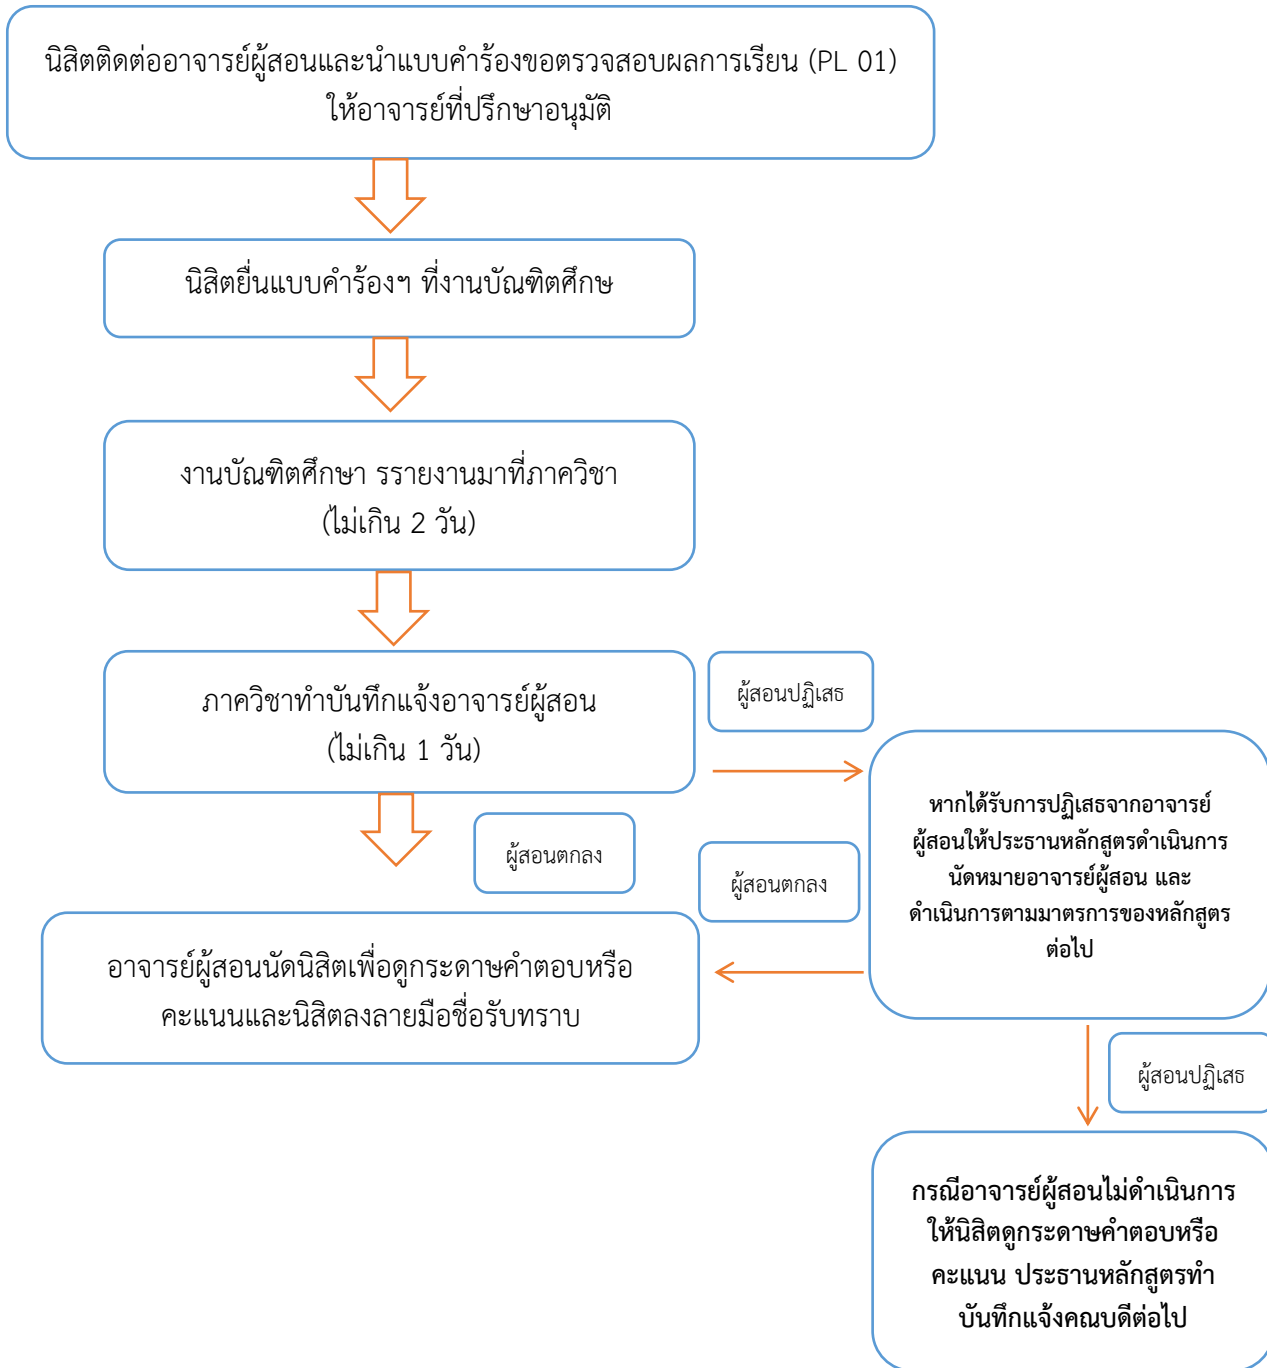 นิสิตติดต่ออาจารย์ผู้สอนและนำแบบคำร้องขอตรวจสอบผลการเรียน (PL 01)
ให้อาจารย์ที่ปรึกษาอนุมัติ
นิสิตยื่นแบบคำร้องฯ ที่งานบัณฑิตศึกษ
งานบัณฑิตศึกษา รรายงานมาที่ภาควิชา
(ไม่เกิน 2 วัน)
ภาควิชาทำบันทึกแจ้งอาจารย์ผู้สอน
(ไม่เกิน 1 วัน)
ผู้สอนปฏิเสธ
หากได้รับการปฏิเสธจากอาจารย์
ผู้สอนให้ประธานหลักสูตรดำเนินการ
นัดหมายอาจารย์ผู้สอน และ
ดำเนินการตามมาตรการของหลักสูตร
ต่อไป
ผู้สอนตกลง
ผู้สอนตกลง
อาจารย์ผู้สอนนัดนิสิตเพื่อดูกระดาษคำตอบหรือ
คะแนนและนิสิตลงลายมือชื่อรับทราบ
ผู้สอนปฏิเสธ
กรณีอาจารย์ผู้สอนไม่ดำเนินการ
ให้นิสิตดูกระดาษคำตอบหรือ
คะแนน ประธานหลักสูตรทำ
บันทึกแจ้งคณบดีต่อไป